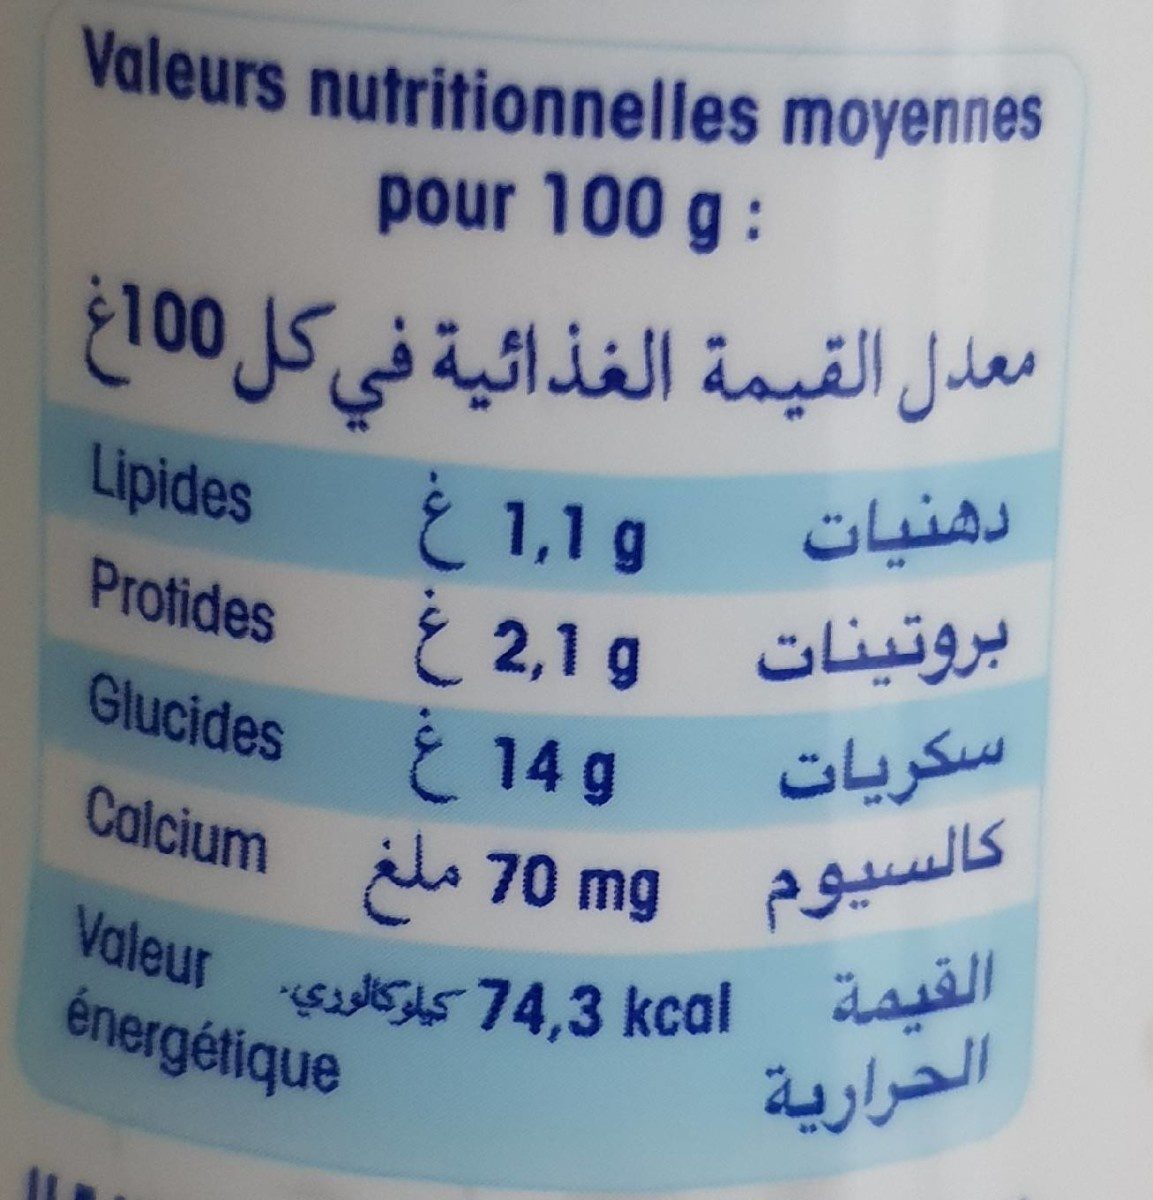 Valeurs nutritionnelles moyennes
pour 100 g :
معدل القيمة الغذائية في كل 100غ
Lipides غ 1,1 g دهنيات
Protides غ 2,1 g بروتينات
Glucides غ 14 g سكريات
Calcium ملغ 70 mg كالسيوم
Valeur كيلوكالوري. 74,3 kcal القيمة
énergétique الحرارية